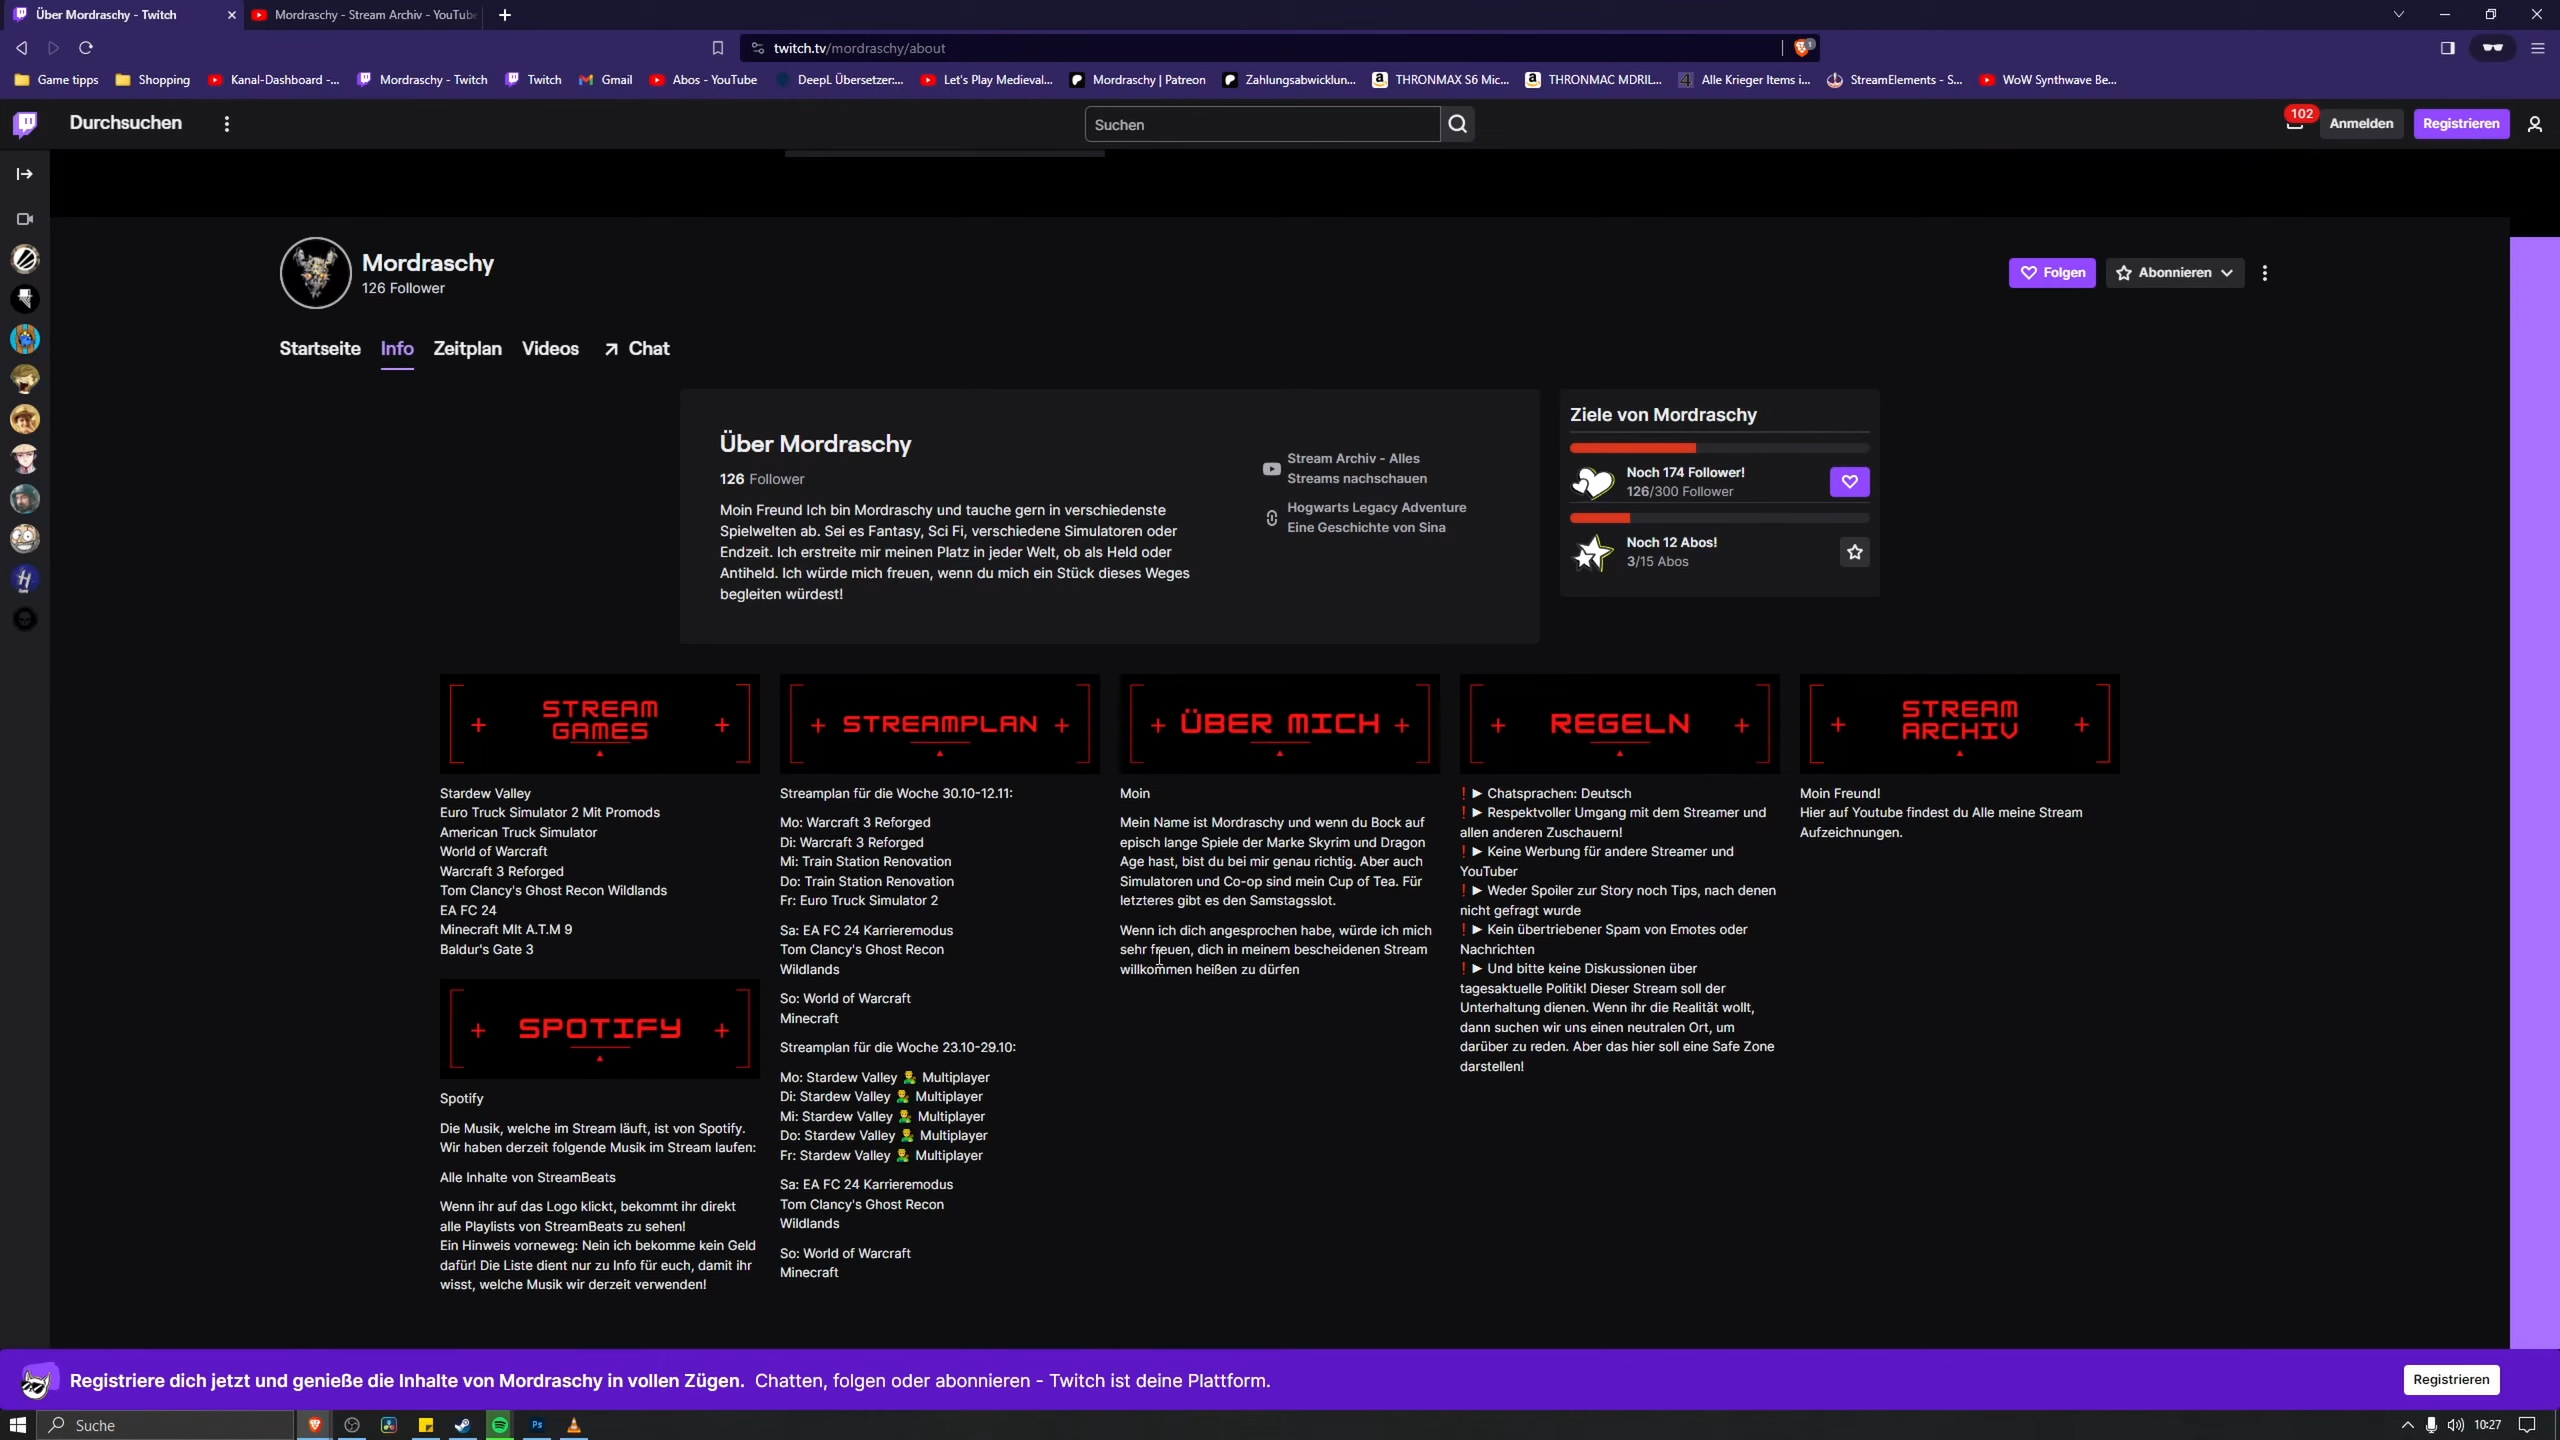 Über Mordraschy - Twitch
Mordraschy - Stream Archiv - YouTube
twitch.tv/mordraschy/about
1
Game tipps
Shopping
Kanal-Dashboard -...
Mordraschy - Twitch
Twitch
Gmail
Abos - YouTube
DeepL Übersetzer:...
Let's Play Medieval...
Mordraschy | Patreon
Zahlungsabwicklun...
THRONMAX S6 Mic...
THRONMAC MDRIL...
Alle Krieger Items i...
StreamElements - S...
WoW Synthwave Be...
Durchsuchen
Suchen
102
Anmelden
Registrieren
Mordraschy
126 Follower
Folgen
Abonnieren
Startseite
Info
Zeitplan
Videos
Chat
Über Mordraschy
126 Follower
Moin Freund Ich bin Mordraschy und tauche gern in verschiedenste
Spielwelten ab. Sei es Fantasy, Sci Fi, verschiedene Simulatoren oder
Endzeit. Ich erstreite mir meinen Platz in jeder Welt, ob als Held oder
Antiheld. Ich würde mich freuen, wenn du mich ein Stück dieses Weges
begleiten würdest!
Stream Archiv - Alles
Streams nachschauen
Hogwarts Legacy Adventure
Eine Geschichte von Sina
Ziele von Mordraschy
Noch 174 Follower!
126/300 Follower
Noch 12 Abos!
3/15 Abos
STREAM
GAMES
Stardew Valley
Euro Truck Simulator 2 Mit Promods
American Truck Simulator
World of Warcraft
Warcraft 3 Reforged
Tom Clancy's Ghost Recon Wildlands
EA FC 24
Minecraft MIt A.T.M 9
Baldur's Gate 3
SPOTIFY
Spotify
Die Musik, welche im Stream läuft, ist von Spotify.
Wir haben derzeit folgende Musik im Stream laufen:
Alle Inhalte von StreamBeats
Wenn ihr auf das Logo klickt, bekommt ihr direkt
alle Playlists von StreamBeats zu sehen!
Ein Hinweis vorneweg: Nein ich bekomme kein Geld
dafür! Die Liste dient nur zu Info für euch, damit ihr
wisst, welche Musik wir derzeit verwenden!
STREAMPLAN
Streamplan für die Woche 30.10-12.11:
Mo: Warcraft 3 Reforged
Di: Warcraft 3 Reforged
Mi: Train Station Renovation
Do: Train Station Renovation
Fr: Euro Truck Simulator 2
Sa: EA FC 24 Karrieremodus
Tom Clancy's Ghost Recon
Wildlands
So: World of Warcraft
Minecraft
Streamplan für die Woche 23.10-29.10:
Mo: Stardew Valley Multiplayer
Di: Stardew Valley Multiplayer
Mi: Stardew Valley Multiplayer
Do: Stardew Valley Multiplayer
Fr: Stardew Valley Multiplayer
Sa: EA FC 24 Karrieremodus
Tom Clancy's Ghost Recon
Wildlands
So: World of Warcraft
Minecraft
ÜBER MICH
Moin
Mein Name ist Mordraschy und wenn du Bock auf
episch lange Spiele der Marke Skyrim und Dragon
Age hast, bist du bei mir genau richtig. Aber auch
Simulatoren und Co-op sind mein Cup of Tea. Für
letzteres gibt es den Samstagsslot.
Wenn ich dich angesprochen habe, würde ich mich
sehr freuen, dich in meinem bescheidenen Stream
willkommen heißen zu dürfen
REGELN
❗► Chatsprachen: Deutsch
❗► Respektvoller Umgang mit dem Streamer und
allen anderen Zuschauern!
❗► Keine Werbung für andere Streamer und
YouTuber
❗► Weder Spoiler zur Story noch Tips, nach denen
nicht gefragt wurde
❗► Kein übertriebener Spam von Emotes oder
Nachrichten
❗► Und bitte keine Diskussionen über
tagesaktuelle Politik! Dieser Stream soll der
Unterhaltung dienen. Wenn ihr die Realität wollt,
dann suchen wir uns einen neutralen Ort, um
darüber zu reden. Aber das hier soll eine Safe Zone
darstellen!
STREAM
ARCHIV
Moin Freund!
Hier auf Youtube findest du Alle meine Stream
Aufzeichnungen.
Registriere dich jetzt und genieße die Inhalte von Mordraschy in vollen Zügen. Chatten, folgen oder abonnieren - Twitch ist deine Plattform.
Registrieren
Suche
Ps
10:27